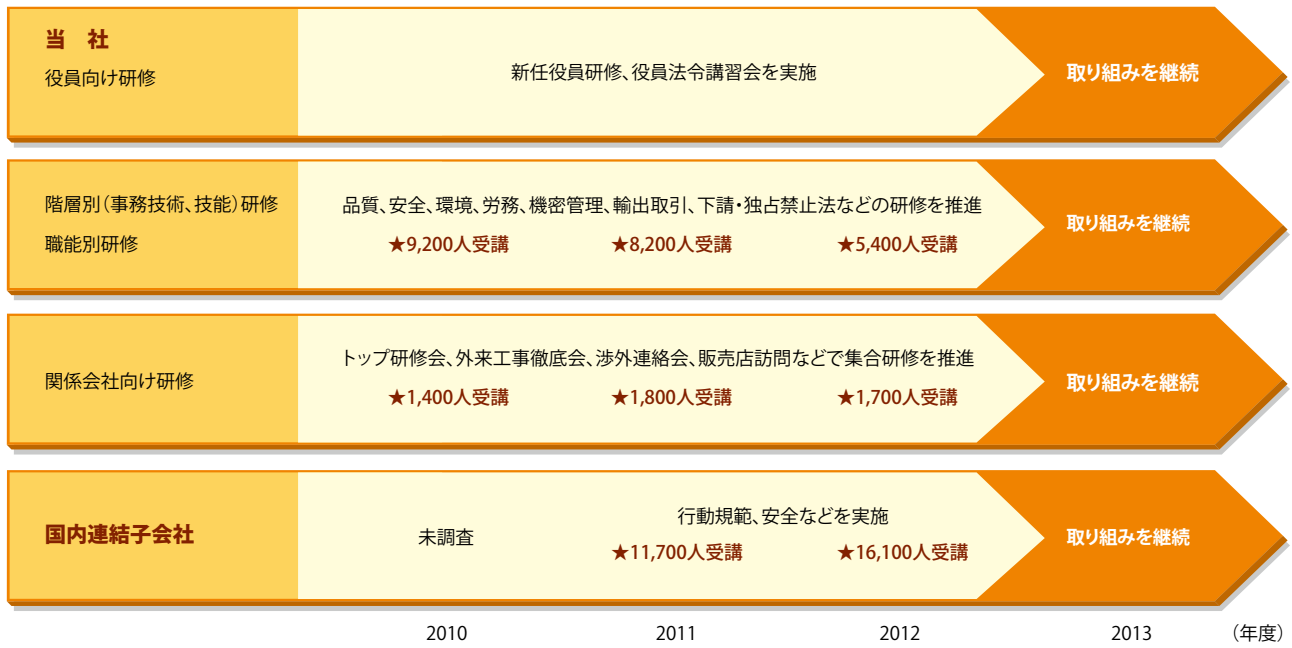 当　社
役員向け研修
新任役員研修、役員法令講習会を実施
取り組みを継続
階層別（事務技術、技能）研修
職能別研修
品質、安全、環境、労務、機密管理、輸出取引、下請・独占禁止法などの研修を推進
★9,200人受講 ★8,200人受講 ★5,400人受講
取り組みを継続
関係会社向け研修
トップ研修会、外来工事徹底会、渉外連絡会、販売店訪問などで集合研修を推進
★1,400人受講 ★1,800人受講 ★1,700人受講
取り組みを継続
国内連結子会社
未調査
行動規範、安全などを実施
★11,700人受講 ★16,100人受講
取り組みを継続
2010 2011 2012 2013 （年度）